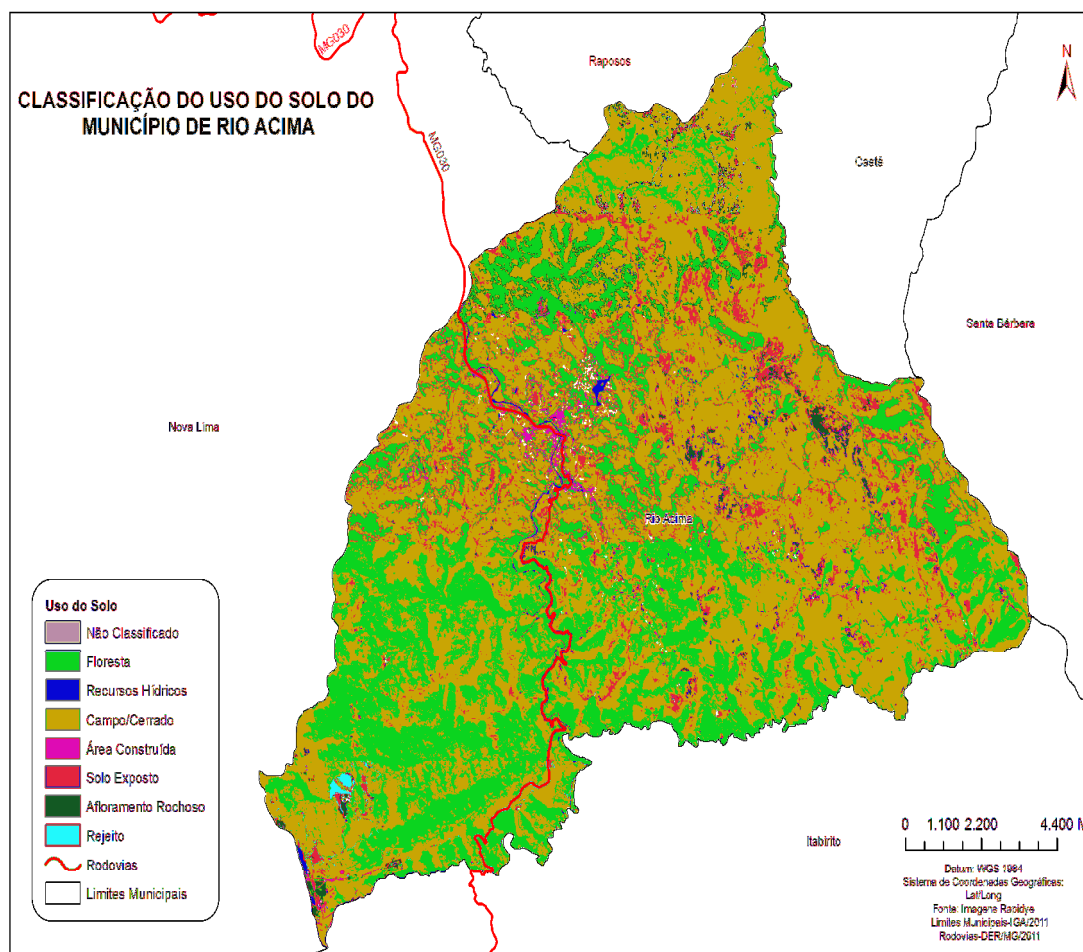 CLASSIFICAÇÃO DO USO DO SOLO DO
MUNICÍPIO DE RIO ACIMA
MG030
MG030
N
Raposos
Caeté
Santa Bárbara
Nova Lima
Rio Acima
Itabirito
Uso do Solo
Não Classificado
Floresta
Recursos Hídricos
Campo/Cerrado
Área Construída
Solo Exposto
Afloramento Rochoso
Rejeito
Rodovias
Limites Municipais
0 1.100 2.200 4.400 M
Datum: WGS 1984
Sistema de Coordenadas Geográficas:
Lat/Long
Fonte: Imagens Rapidye
Limites Municipais-IGA/2011
Rodovias-DER/MG/2011